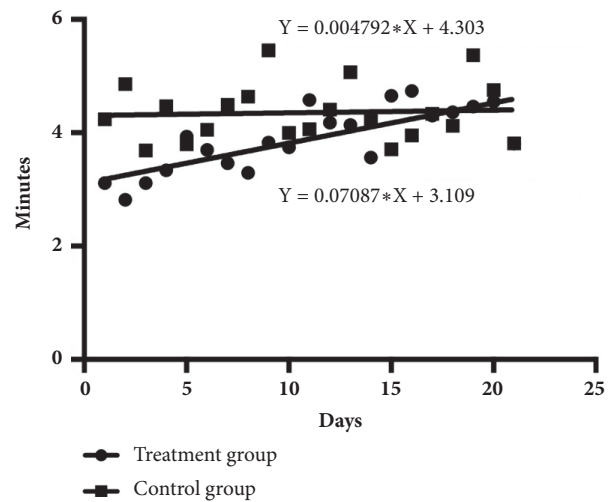 Y = 0.004792∗X + 4.303
6
4
2
0
Minutes
Y = 0.07087∗X + 3.109
0 5 10 15 20 25
Days
Treatment group
Control group